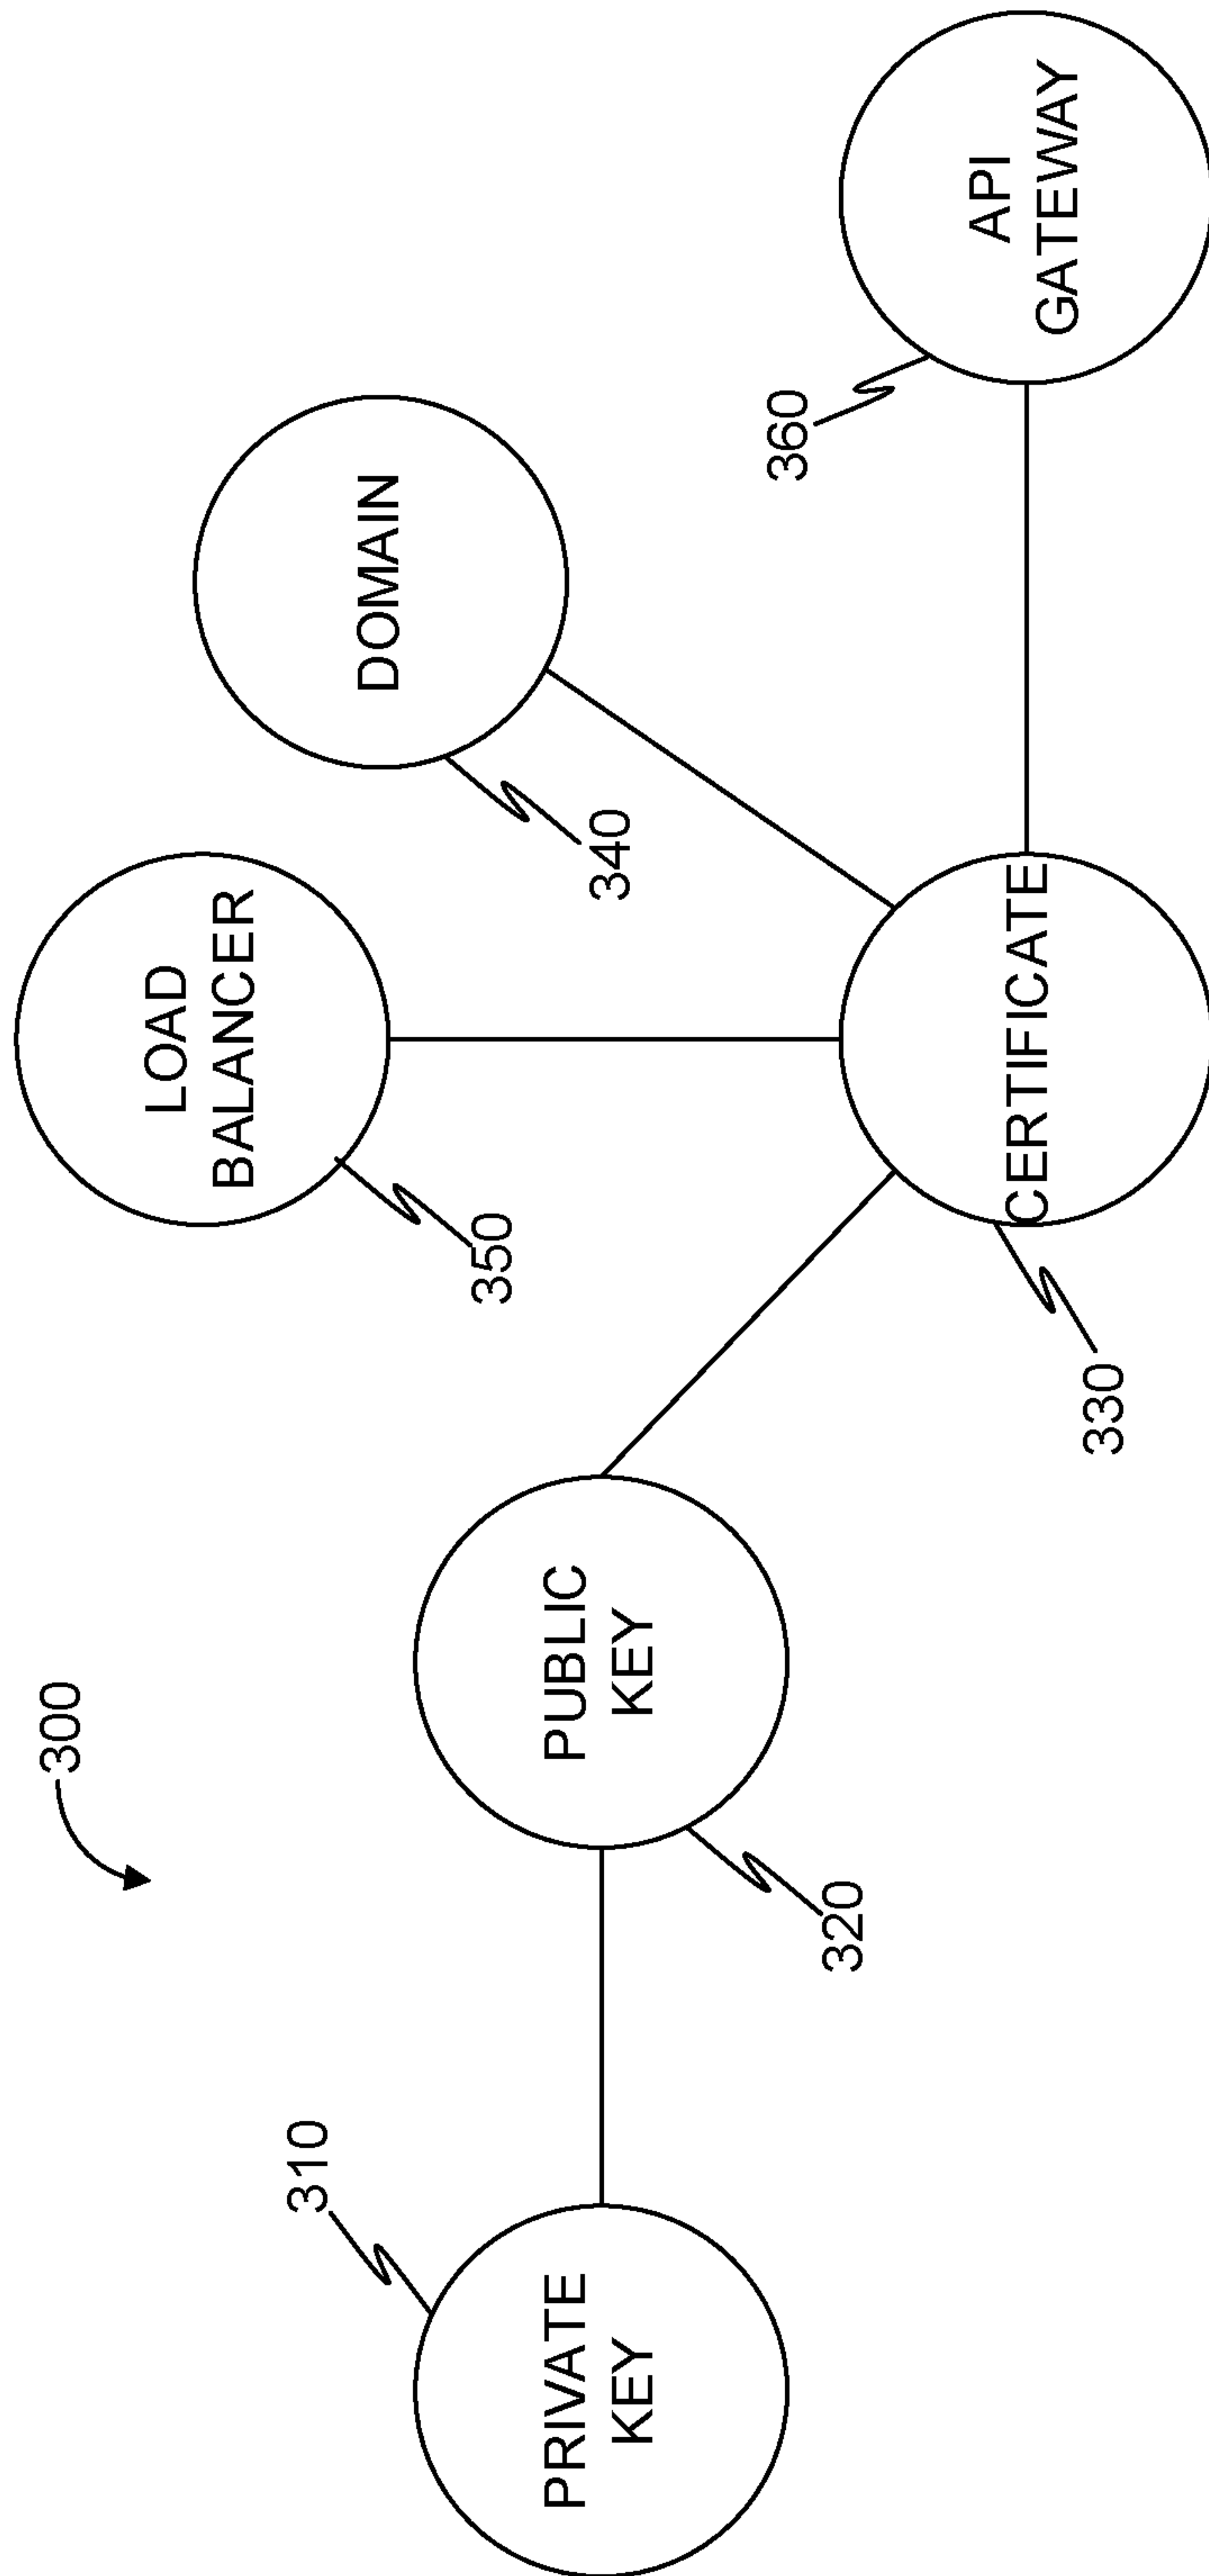 300
LOAD
BALANCER
350
DOMAIN
340
310
PRIVATE
KEY
PUBLIC
KEY
320
CERTIFICATE
330
360
API
GATEWAY